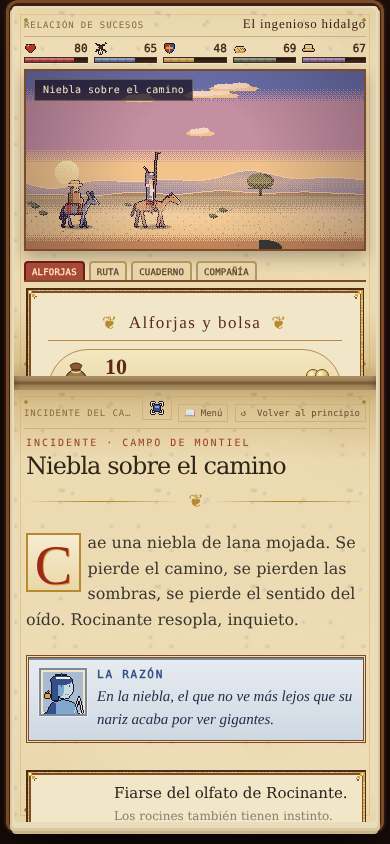 RELACIÓN DE SUCESOS
El ingenioso hidalgo
80 65 48 69 67
Niebla sobre el camino
ALFORJAS RUTA CUADERNO COMPAÑÍA
Alforjas y bolsa
10
INCIDENTE DEL CA…
Menú
↺ Volver al principio
INCIDENTE · CAMPO DE MONTIEL
Niebla sobre el camino
Cae una niebla de lana mojada. Se
pierde el camino, se pierden las
sombras, se pierde el sentido del
oído. Rocinante resopla, inquieto.
LA RAZÓN
En la niebla, el que no ve más lejos que su
nariz acaba por ver gigantes.
Fiarse del olfato de Rocinante.
Los rocines también tienen instinto.